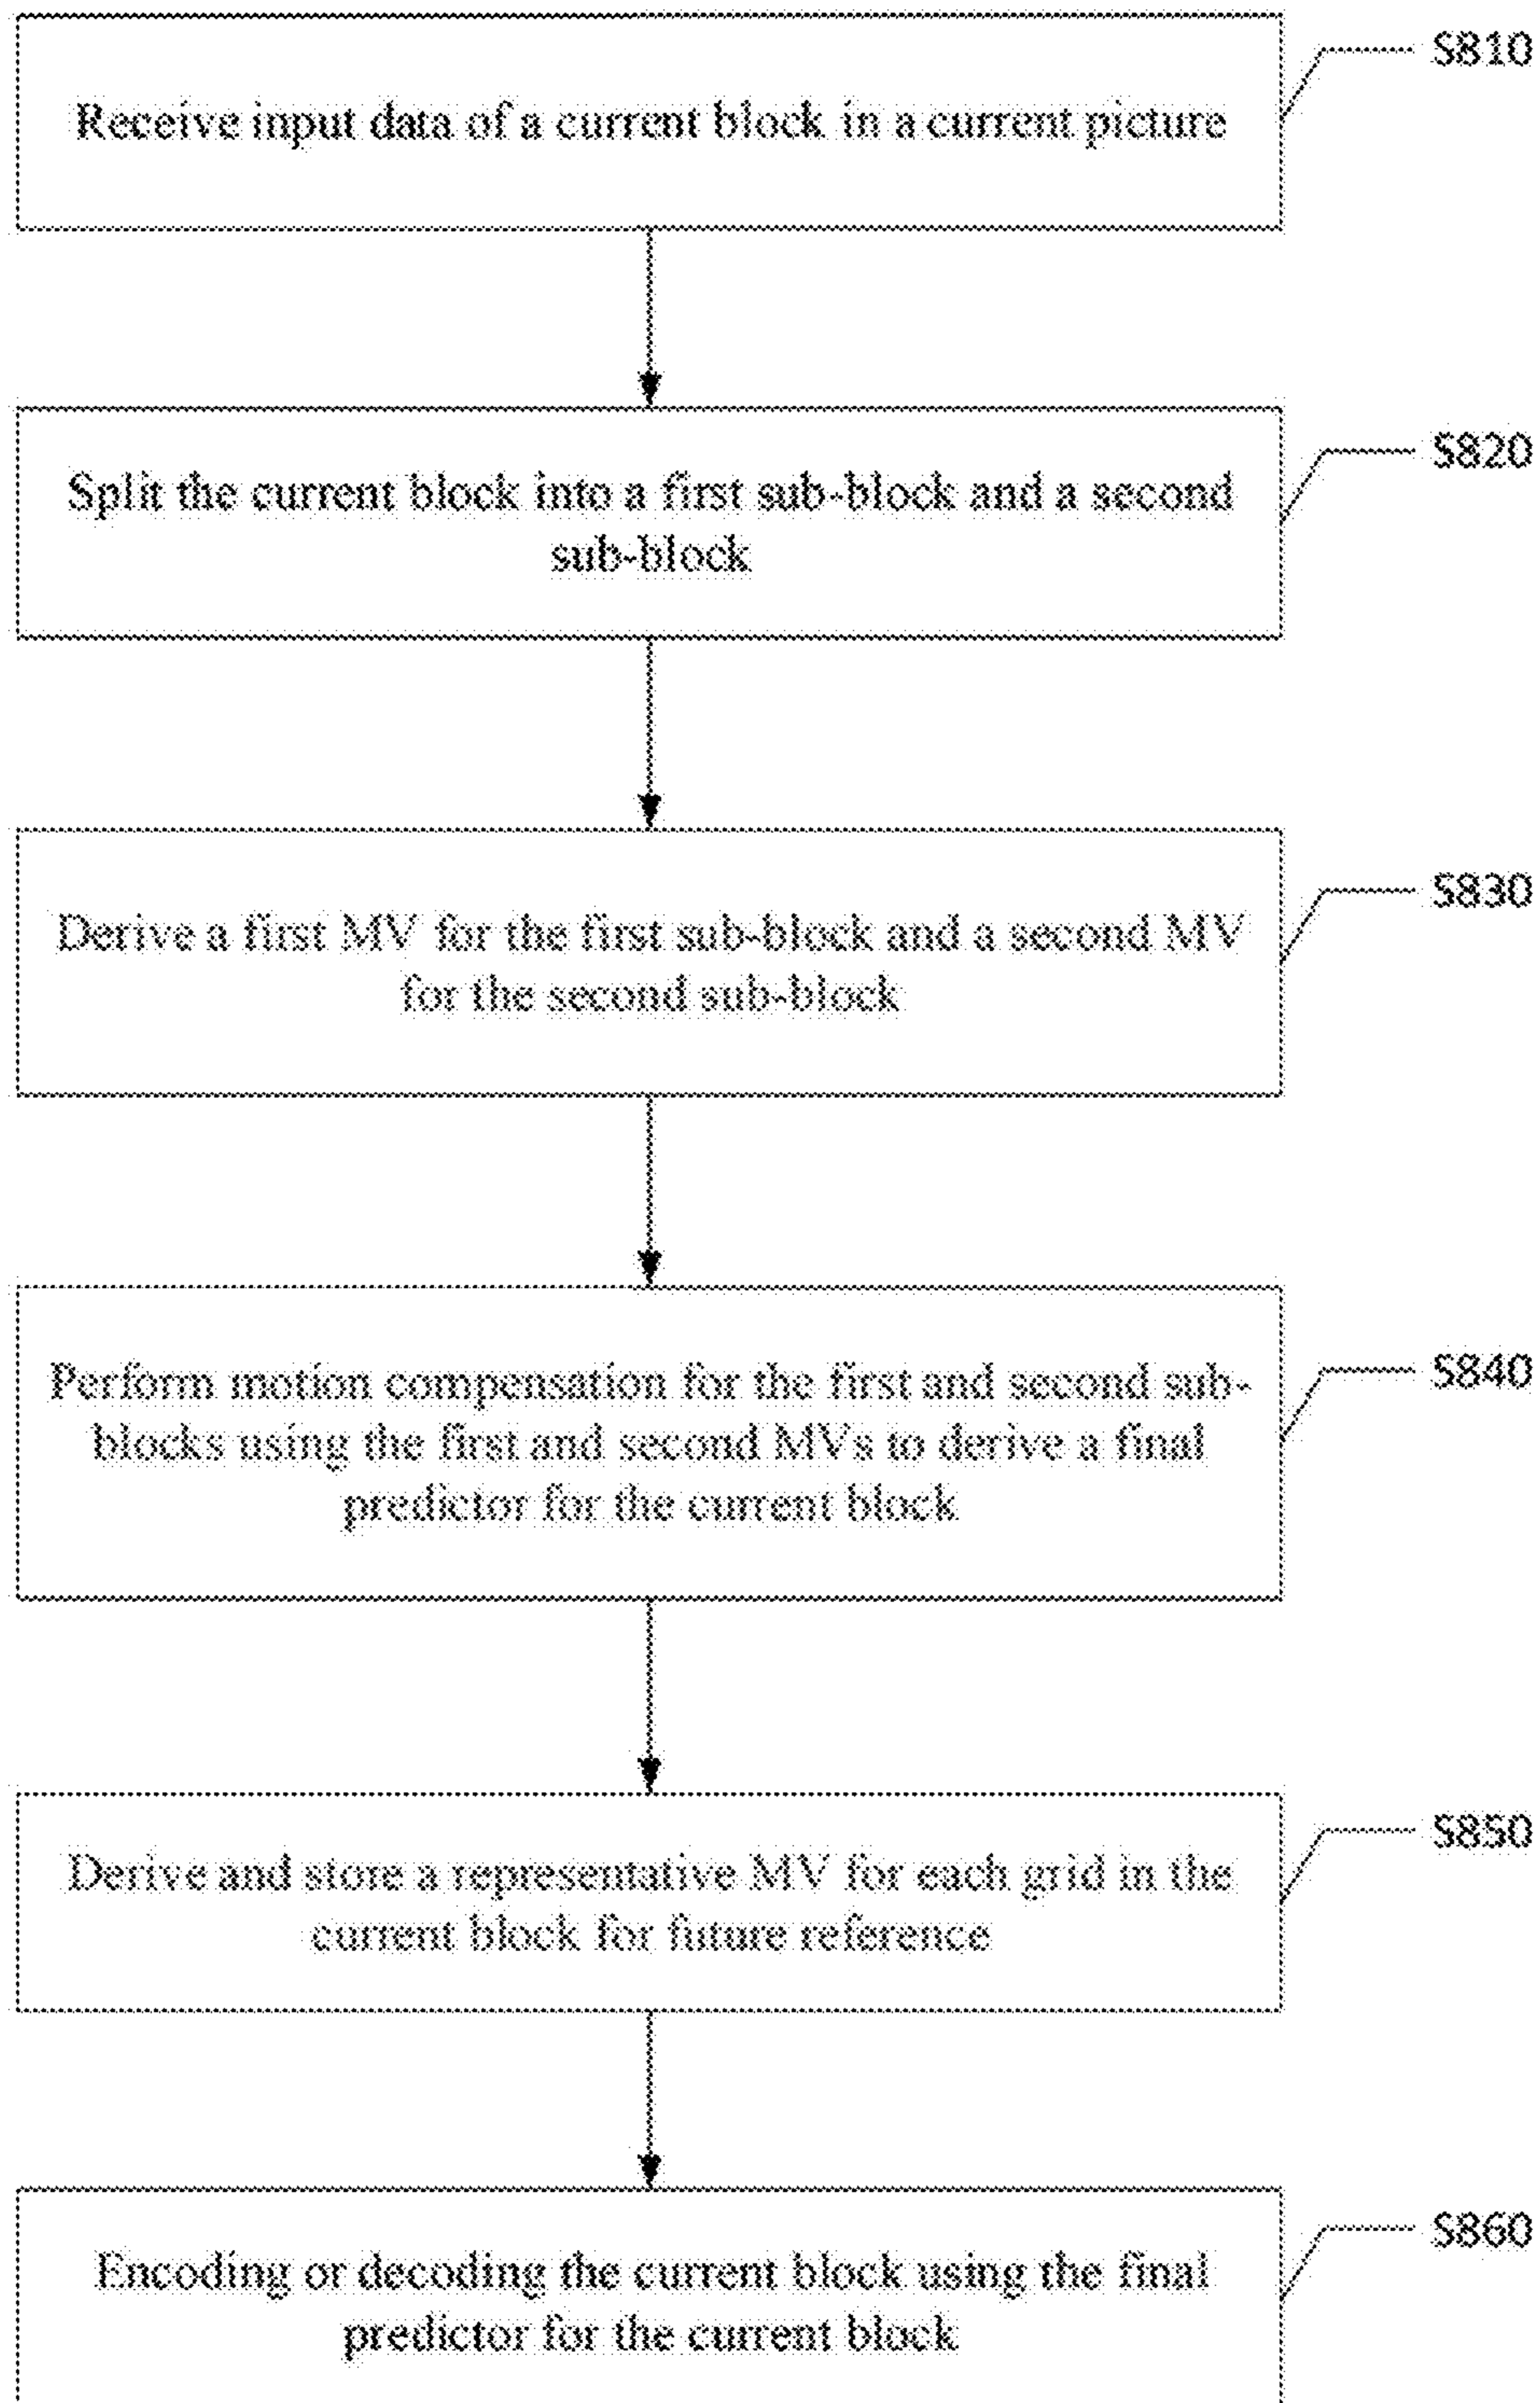 S810
Receive input data of a current block in a current picture
S820
Split the current block into a first sub-block and a second
sub-block
S830
Derive a first MV for the first sub-block and a second MV
for the second sub-block
S840
Perform motion compensation for the first and second sub-
blocks using the first and second MVs to derive a final
predictor for the current block
S850
Derive and store a representative MV for each grid in the
current block for future reference
S860
Encoding or decoding the current block using the final
predictor for the current block